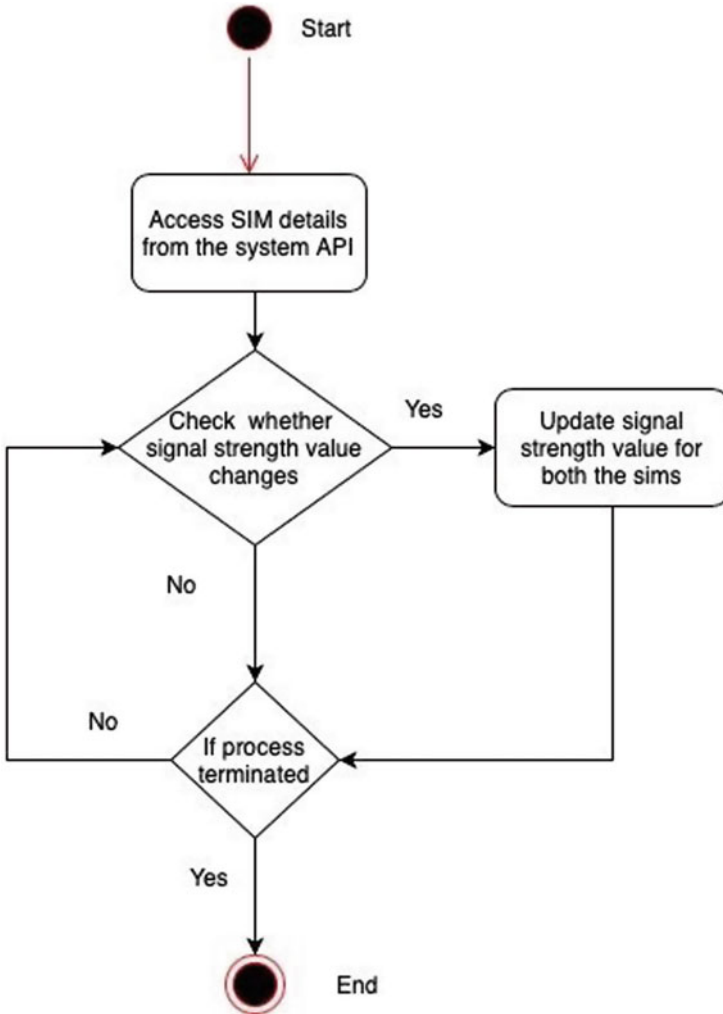 Start
Access SIM details
from the system API
Check whether
signal strength value
changes
Yes
Update signal
strength value for
both the sims
No
No
If process
terminated
Yes
End